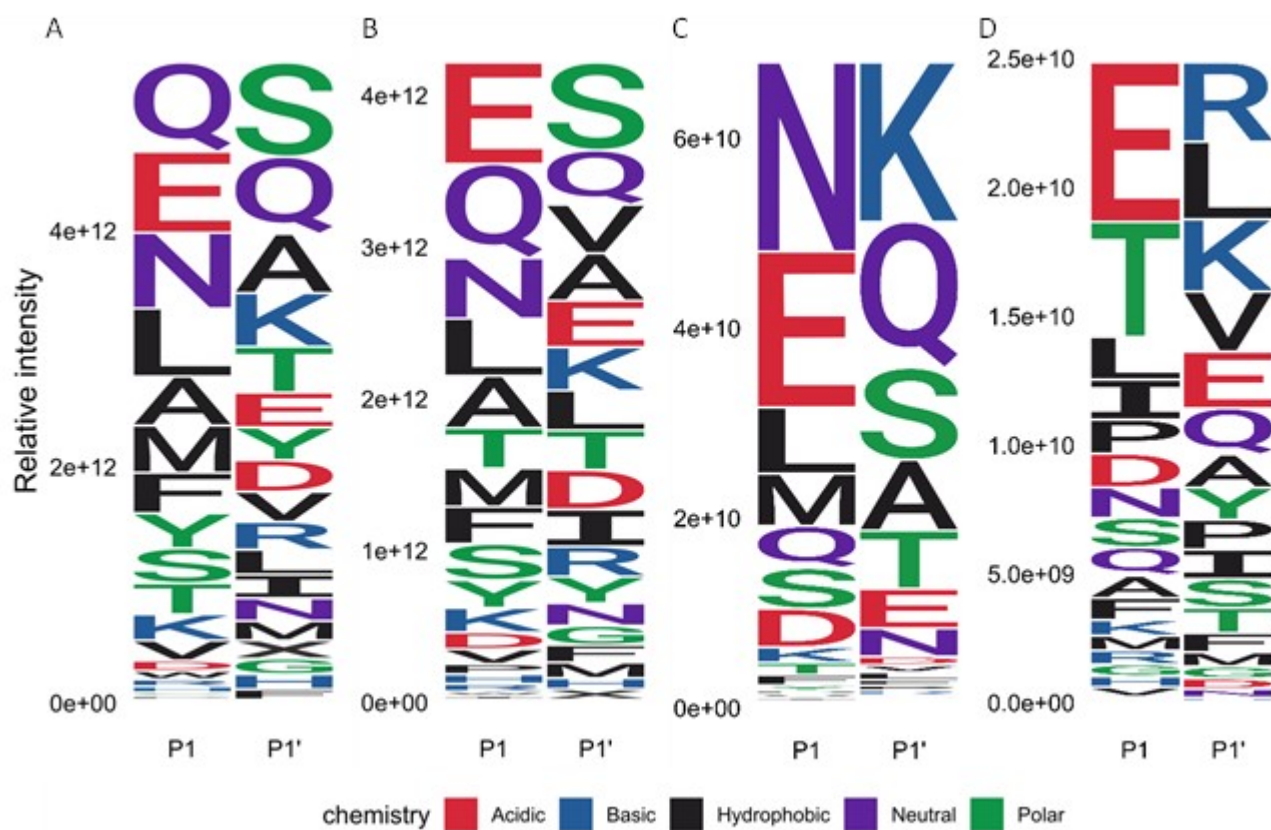 A
Relative intensity
4e+12
2e+12
0e+00
Q
E
N
L
A
M
F
Y
S
T
K
V
D
W
P1
S
Q
A
K
T
E
Y
D
V
R
L
I
N
M
X
G
H
F
P1'
B
4e+12
3e+12
2e+12
1e+12
0e+00
E
Q
N
L
A
T
M
F
S
Y
K
D
V
P1
S
Q
V
A
E
K
L
T
D
I
R
Y
N
G
F
M
H
X
P1'
C
6e+10
4e+10
2e+10
0e+00
N
E
L
M
Q
S
D
K
T
P1
K
Q
S
A
T
E
N
P1'
D
2.5e+10
2.0e+10
1.5e+10
1.0e+10
5.0e+09
0.0e+00
E
T
L
I
P
D
N
S
Q
A
F
K
M
R
G
H
V
P1
R
L
K
V
E
Q
A
Y
P
I
S
T
F
M
G
D
N
P1'
chemistry Acidic Basic Hydrophobic Neutral Polar